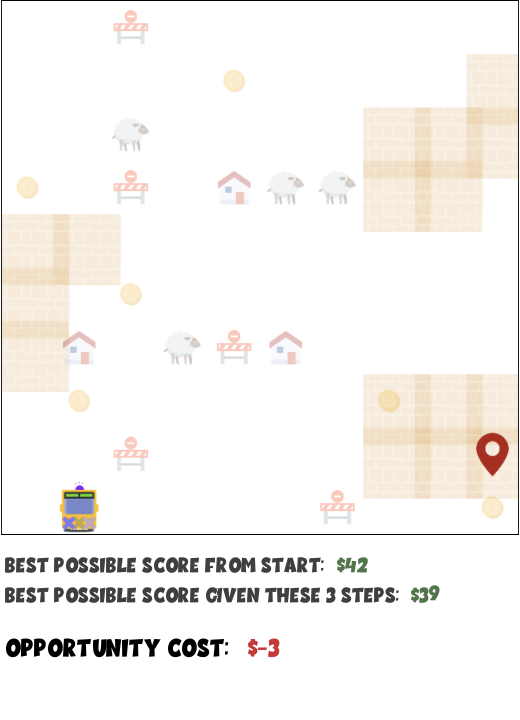 BEST POSSIBLE SCORE FROM START: $42
BEST POSSIBLE SCORE GIVEN THESE 3 STEPS: $39
OPPORTUNITY COST: $-3